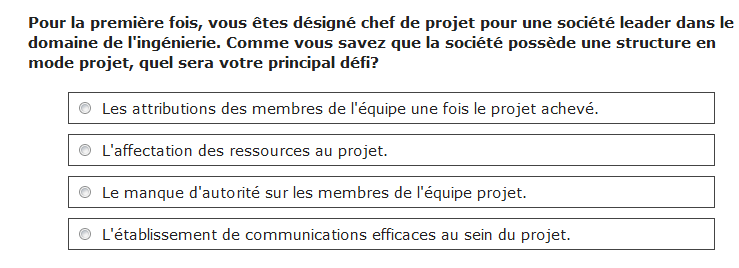 Pour la première fois, vous êtes désigné chef de projet pour une société leader dans le
domaine de l'ingénierie. Comme vous savez que la société possède une structure en
mode projet, quel sera votre principal défi?
Les attributions des membres de l'équipe une fois le projet achevé.
L'affectation des ressources au projet.
Le manque d'autorité sur les membres de l'équipe projet.
L'établissement de communications efficaces au sein du projet.